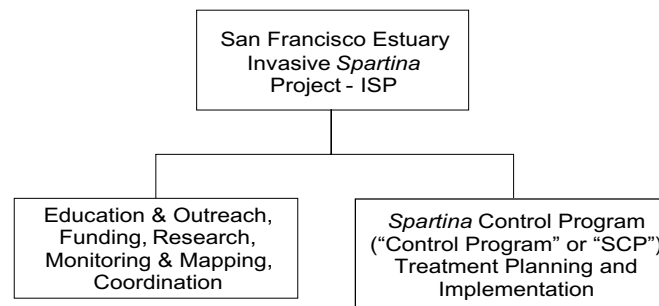 San Francisco Estuary
Invasive Spartina
Project - ISP
Education & Outreach,
Funding, Research,
Monitoring & Mapping,
Coordination
Spartina Control Program
(“Control Program” or “SCP”)
Treatment Planning and
Implementation